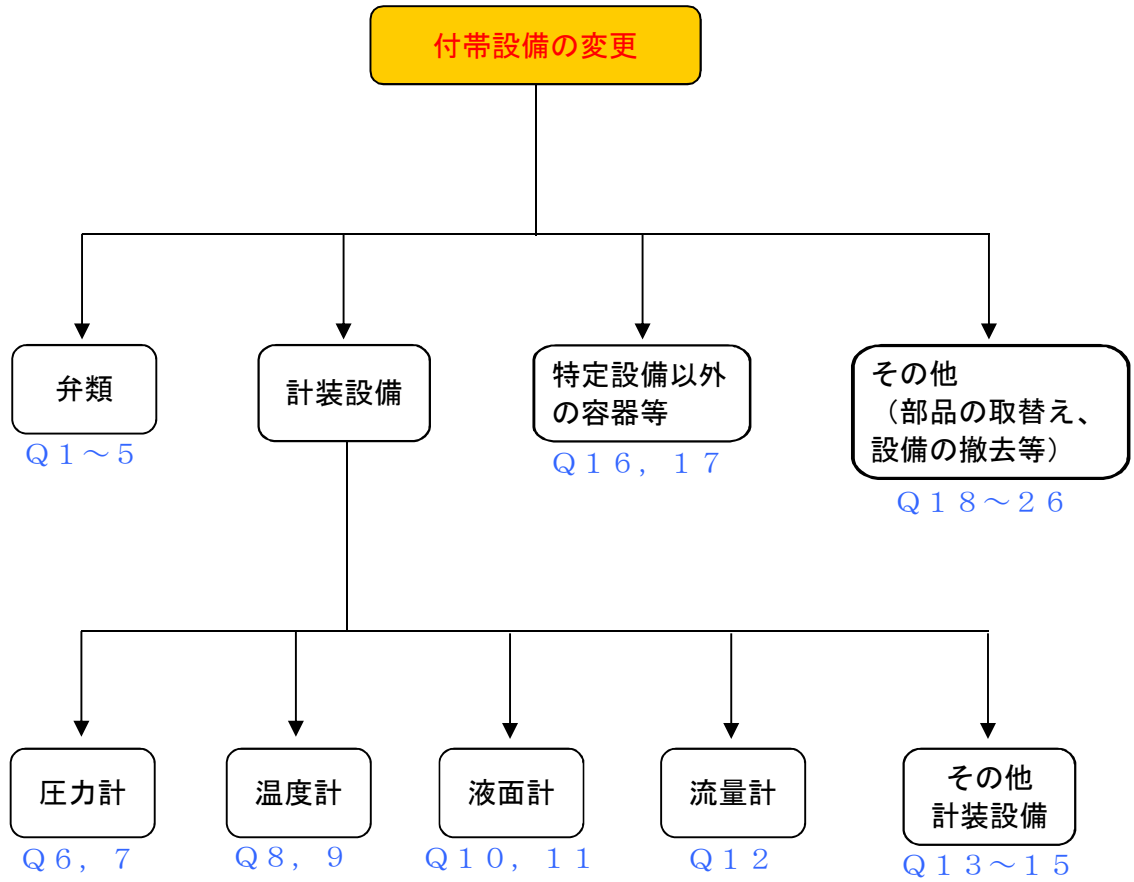 付帯設備の変更
弁類
Ｑ１～５
計装設備
特定設備以外
の容器等
Ｑ１６，１７
その他
（部品の取替え、
設備の撤去等）
Ｑ１８～２６
圧力計
Ｑ６，７
温度計
Ｑ８，９
液面計
Ｑ１０，１１
流量計
Ｑ１２
その他
計装設備
Ｑ１３～１５